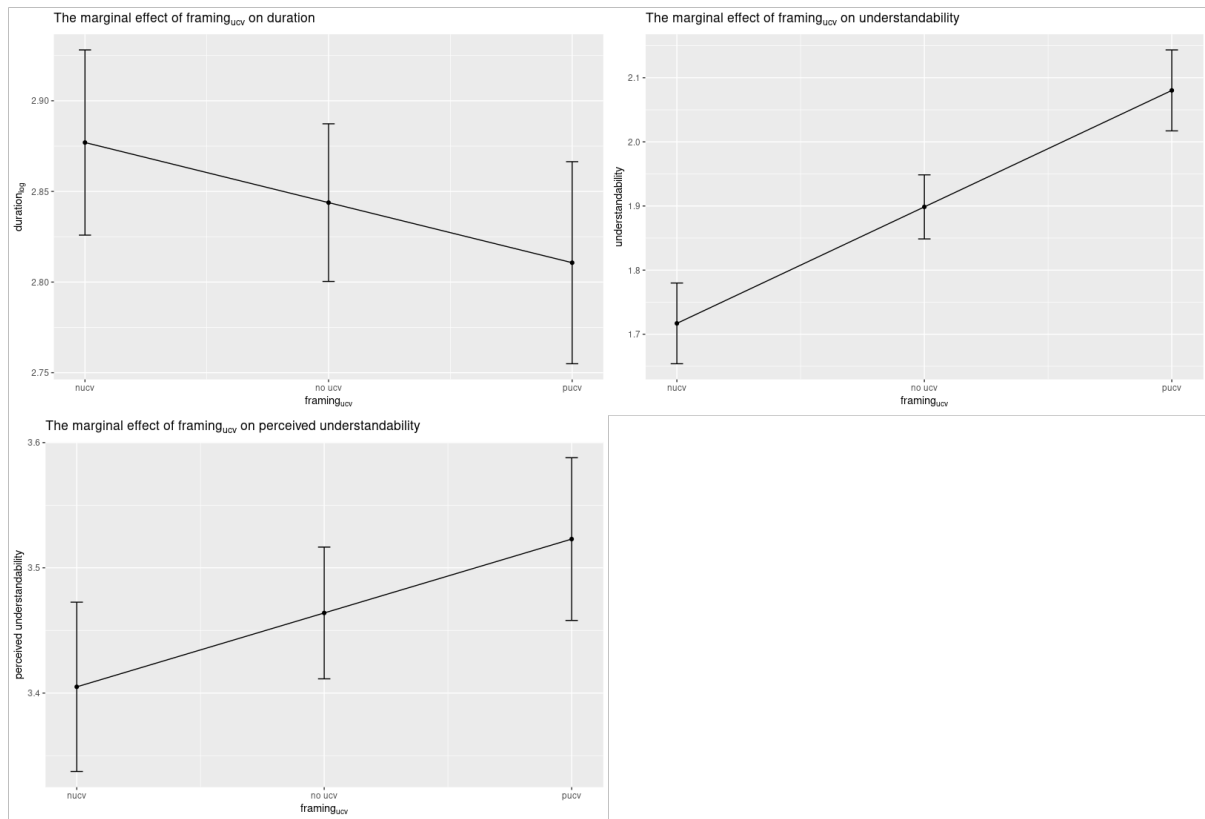 The marginal effect of framingucv on duration
2.90
2.85
2.80
2.75
durationlog
nucv
no ucv
pucv
framingucv
The marginal effect of framingucv on understandability
2.1
2.0
1.9
1.8
1.7
understandability
nucv
no ucv
pucv
framingucv
The marginal effect of framingucv on perceived understandability
3.6
3.5
3.4
perceived understandability
nucv
no ucv
pucv
framingucv